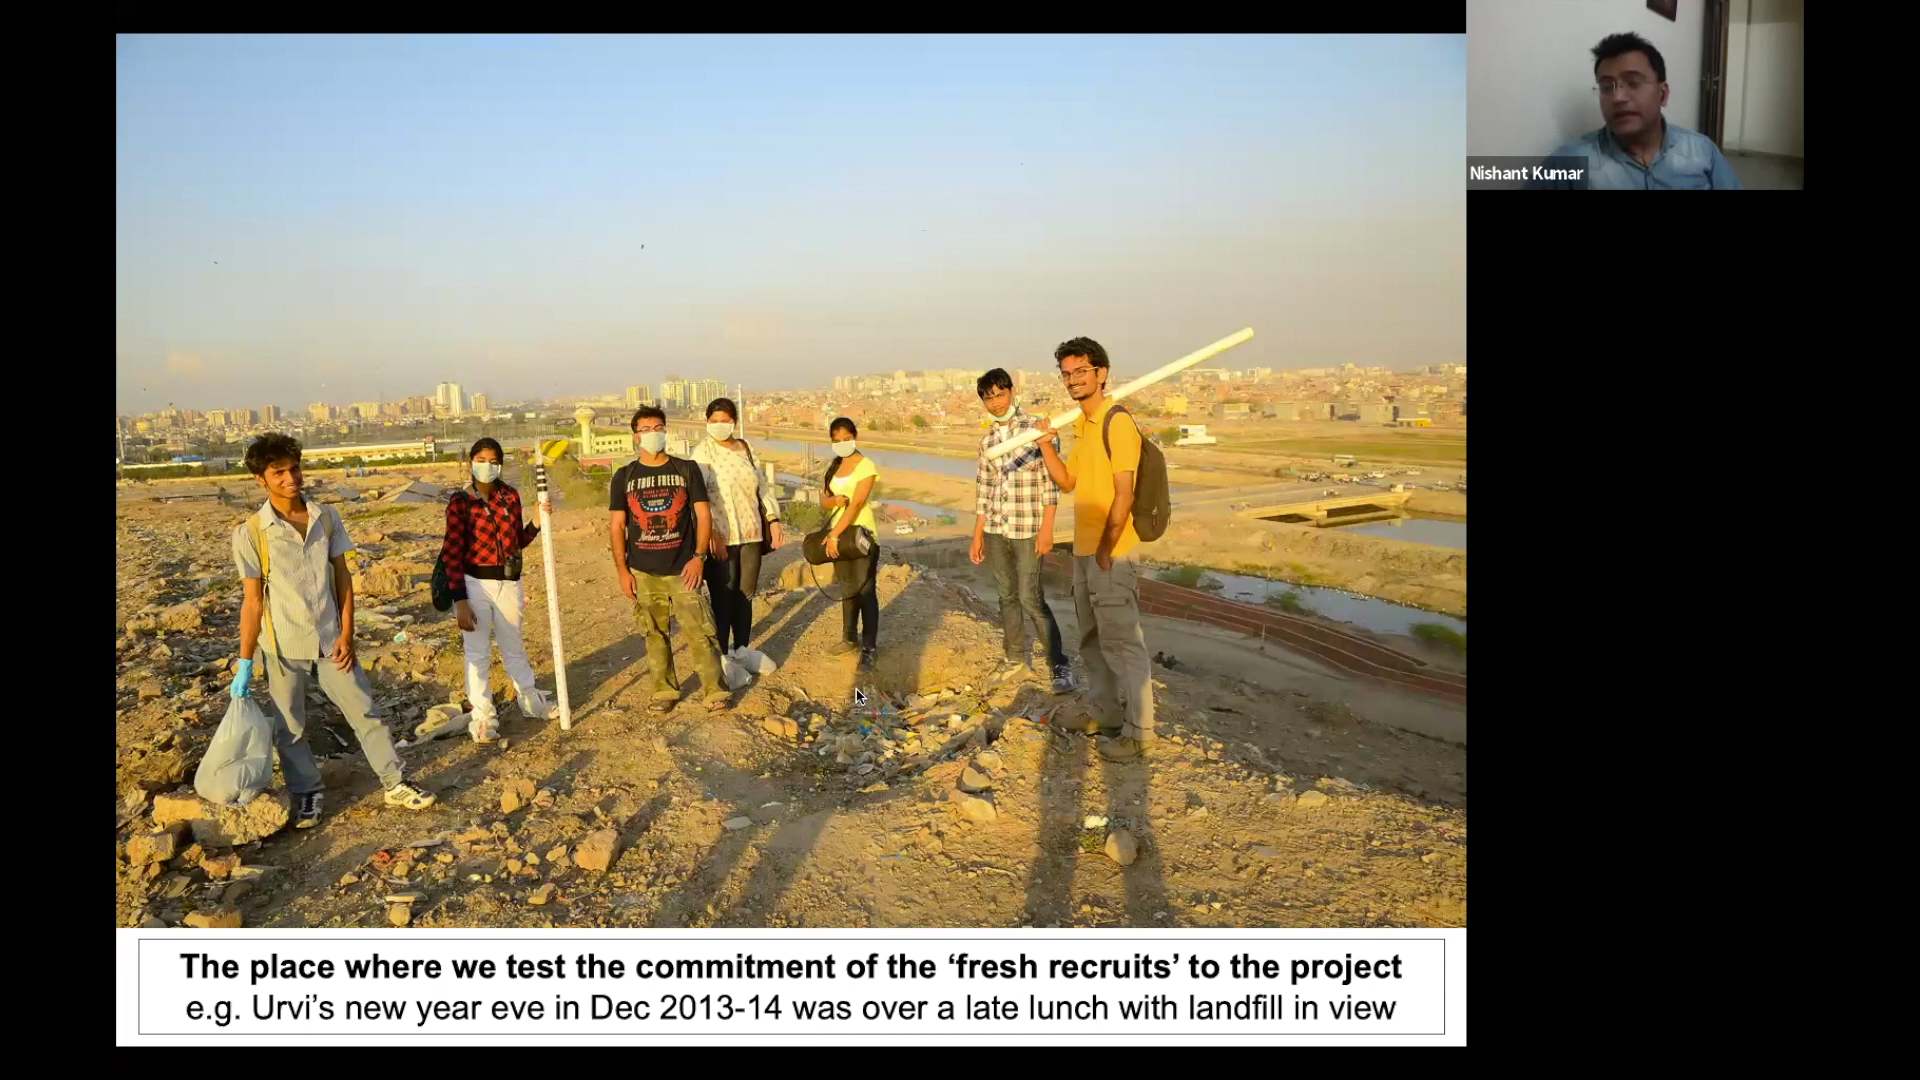 Nishant Kumar
The place where we test the commitment of the ‘fresh recruits’ to the project
e.g. Urvi’s new year eve in Dec 2013-14 was over a late lunch with landfill in view